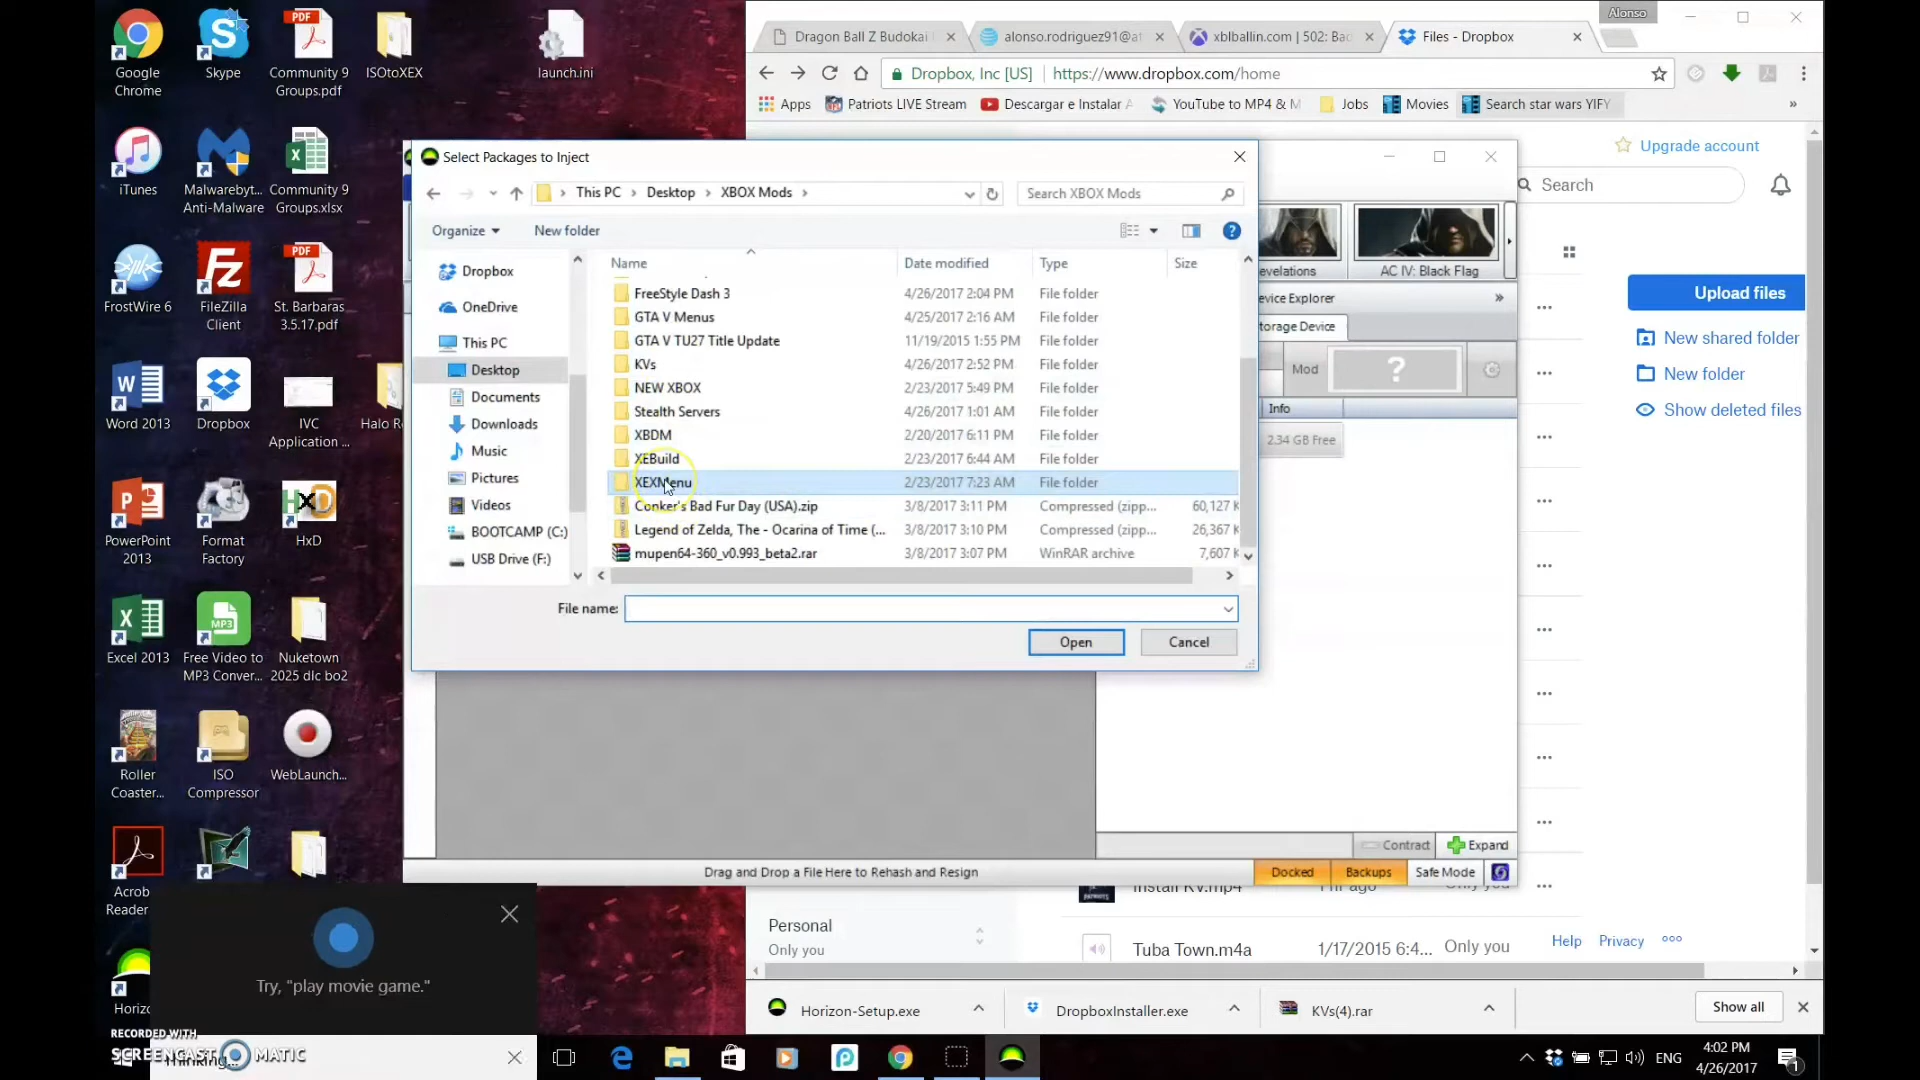 Google
Chrome
Skype
Community 9
Groups.pdf
ISOtoXEX
launch.ini
iTunes
Malwarebyt...
Anti-Malware
Community 9
Groups.xlsx
FrostWire 6
FileZilla
Client
St. Barbaras
3.5.17.pdf
Word 2013
Dropbox
IVC
Application ...
Halo R
PowerPoint
2013
Format
Factory
HxD
Excel 2013
Free Video to
MP3 Conver...
Nuketown
2025 dlc bo2
Roller
Coaster...
ISO
Compressor
WebLaunch...
Acrob
Reader
Horizo
Try, "play movie game."
RECORDED WITH
SCREENCAST MATIC
Thinking...
Alonso
Dragon Ball Z Budokai
alonso.rodriguez91@at
xblballin.com | 502: Bad
Files - Dropbox
Dropbox, Inc [US] | https://www.dropbox.com/home
Apps
Patriots LIVE Stream
Descargar e Instalar A
YouTube to MP4 & M
Jobs
Movies
Search star wars YIFY
»
Upgrade account
Search
Upload files
New shared folder
New folder
Show deleted files
Select Packages to Inject
This PC > Desktop > XBOX Mods >
Search XBOX Mods
Organize
New folder
Name Date modified Type Size
Dropbox
OneDrive
This PC
Desktop
Documents
Downloads
Music
Pictures
Videos
BOOTCAMP (C:)
USB Drive (F:)
FreeStyle Dash 3 4/26/2017 2:04 PM File folder
GTA V Menus 4/25/2017 2:16 AM File folder
GTA V TU27 Title Update 11/19/2015 1:55 PM File folder
KVs 4/26/2017 2:52 PM File folder
NEW XBOX 2/23/2017 5:49 PM File folder
Stealth Servers 4/26/2017 1:01 AM File folder
XBDM 2/20/2017 6:11 PM File folder
XEBuild 2/23/2017 6:44 AM File folder
XEXMenu 2/23/2017 7:23 AM File folder
Conker's Bad Fur Day (USA).zip 3/8/2017 3:11 PM Compressed (zipp... 60,127 K
Legend of Zelda, The - Ocarina of Time (... 3/8/2017 3:10 PM Compressed (zipp... 26,367 K
mupen64-360_v0.993_beta2.rar 3/8/2017 3:07 PM WinRAR archive 7,607 K
File name:
Open
Cancel
evelations
AC IV: Black Flag
evice Explorer »
torage Device
Mod
?
Info
2.34 GB Free
Contract
Expand
Drag and Drop a File Here to Rehash and Resign
Docked
Backups
Safe Mode
Install KV.mp4 1 hr ago Only you
Personal
Only you
Tuba Town.m4a 1/17/2015 6:4... Only you
Help
Privacy
Horizon-Setup.exe
DropboxInstaller.exe
KVs(4).rar
Show all
ENG
4:02 PM
4/26/2017
1